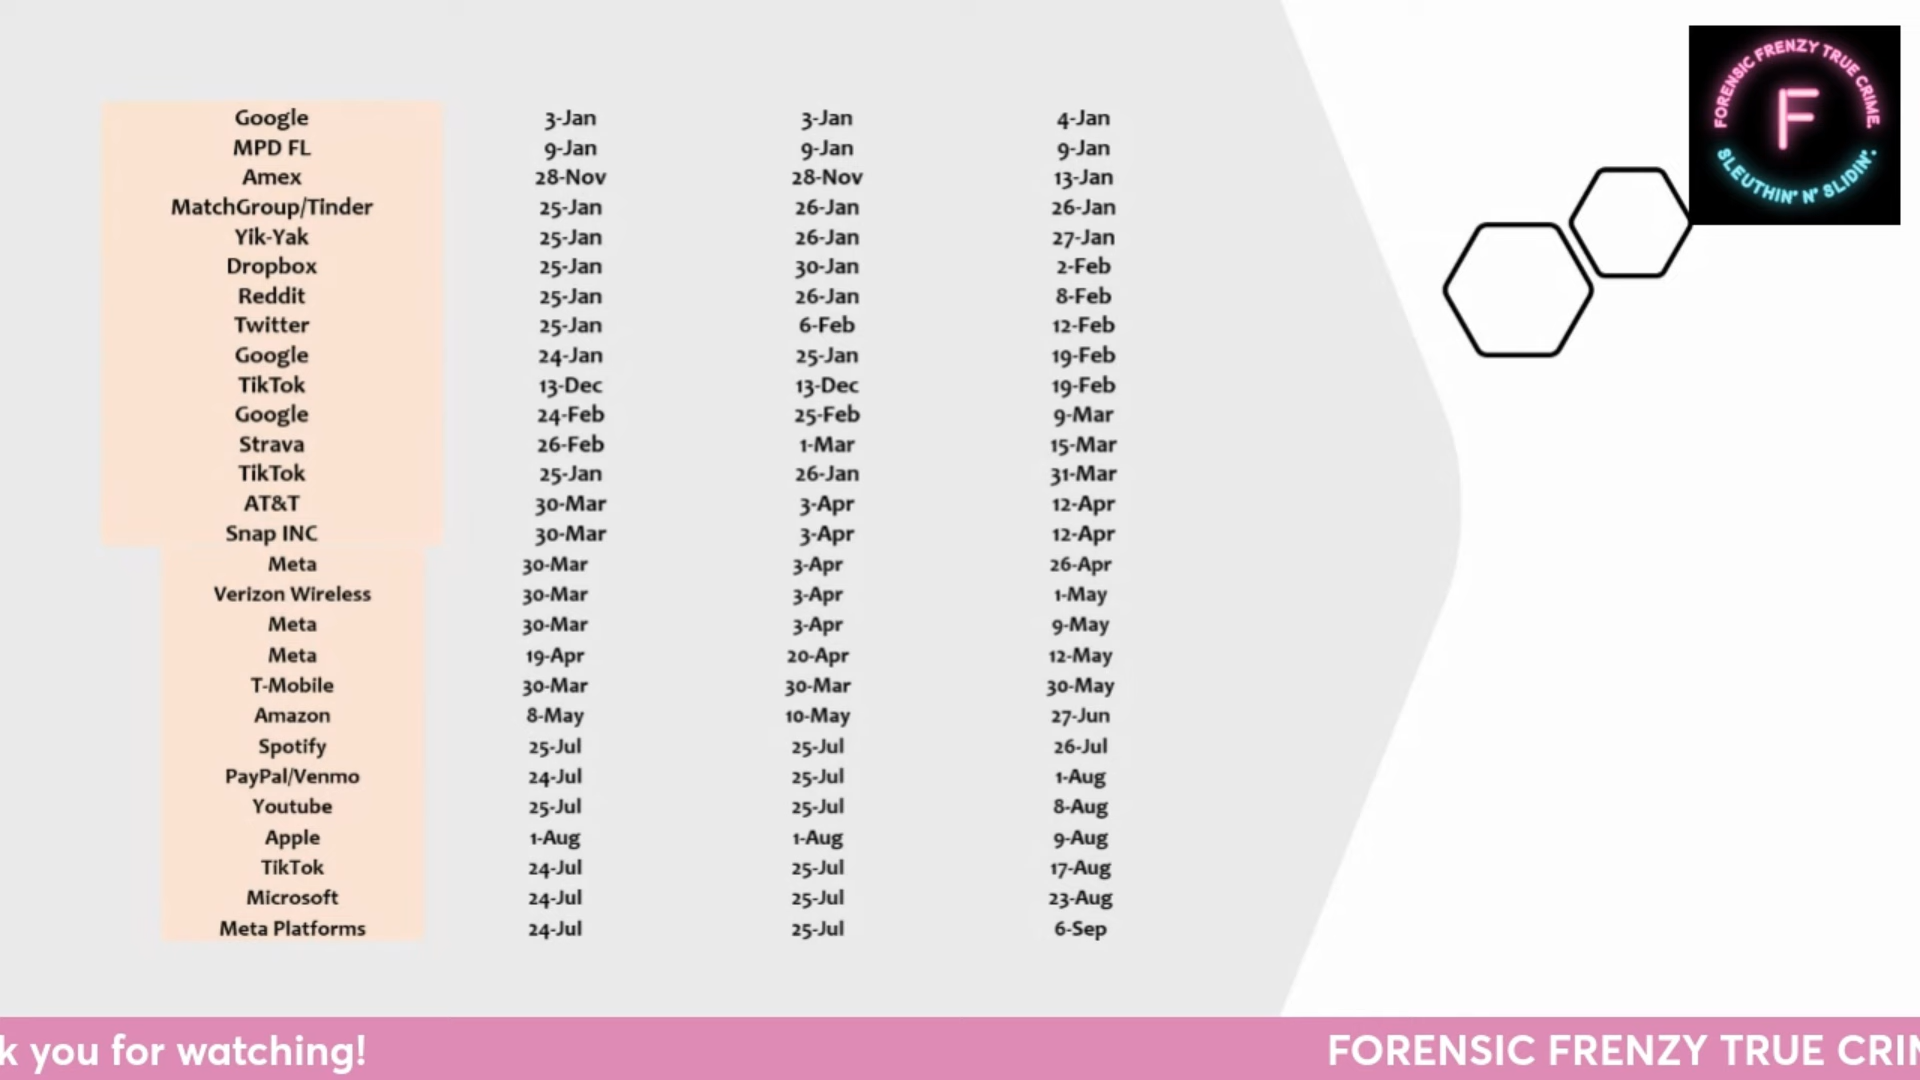 FORENSIC FRENZY TRUE CRIME.
F
SLEUTHIN' N' SLIDIN'.
Google 3-Jan 3-Jan 4-Jan
MPD FL 9-Jan 9-Jan 9-Jan
Amex 28-Nov 28-Nov 13-Jan
MatchGroup/Tinder 25-Jan 26-Jan 26-Jan
Yik-Yak 25-Jan 26-Jan 27-Jan
Dropbox 25-Jan 30-Jan 2-Feb
Reddit 25-Jan 26-Jan 8-Feb
Twitter 25-Jan 6-Feb 12-Feb
Google 24-Jan 25-Jan 19-Feb
TikTok 13-Dec 13-Dec 19-Feb
Google 24-Feb 25-Feb 9-Mar
Strava 26-Feb 1-Mar 15-Mar
TikTok 25-Jan 26-Jan 31-Mar
AT&T 30-Mar 3-Apr 12-Apr
Snap INC 30-Mar 3-Apr 12-Apr
Meta 30-Mar 3-Apr 26-Apr
Verizon Wireless 30-Mar 3-Apr 1-May
Meta 30-Mar 3-Apr 9-May
Meta 19-Apr 20-Apr 12-May
T-Mobile 30-Mar 30-Mar 30-May
Amazon 8-May 10-May 27-Jun
Spotify 25-Jul 25-Jul 26-Jul
PayPal/Venmo 24-Jul 25-Jul 1-Aug
Youtube 25-Jul 25-Jul 8-Aug
Apple 1-Aug 1-Aug 9-Aug
TikTok 24-Jul 25-Jul 17-Aug
Microsoft 24-Jul 25-Jul 23-Aug
Meta Platforms 24-Jul 25-Jul 6-Sep
k you for watching! FORENSIC FRENZY TRUE CRIM